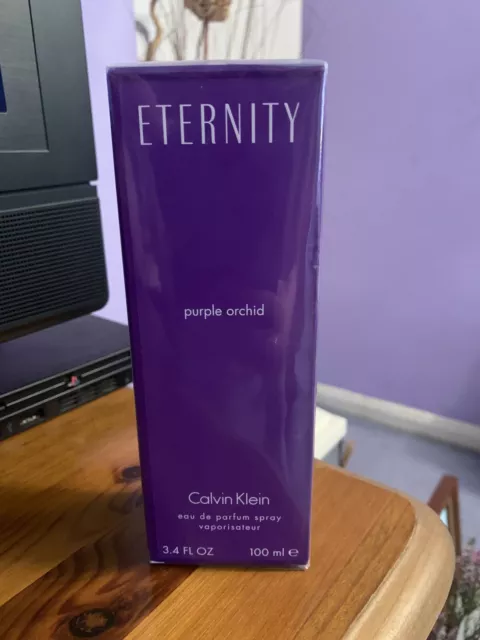 ETERNITY
purple orchid
Calvin Klein
eau de parfum spray
vaporisateur
3.4 FL OZ 100 ml ℮